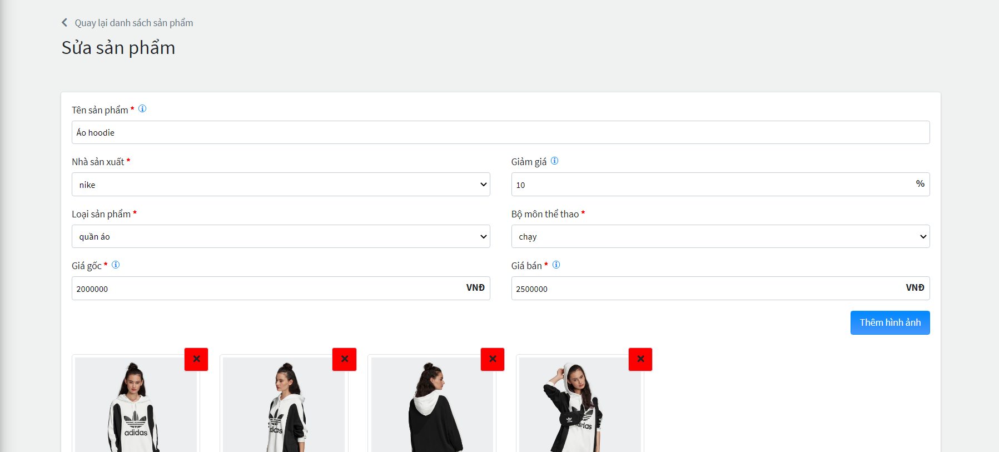 Quay lại danh sách sản phẩm
Sửa sản phẩm
Tên sản phẩm *
Áo hoodie
Nhà sản xuất * Giảm giá
nike 10 %
Loại sản phẩm * Bộ môn thể thao *
quần áo chạy
Giá gốc * Giá bán *
2000000 VNĐ 2500000 VNĐ
Thêm hình ảnh
adidas